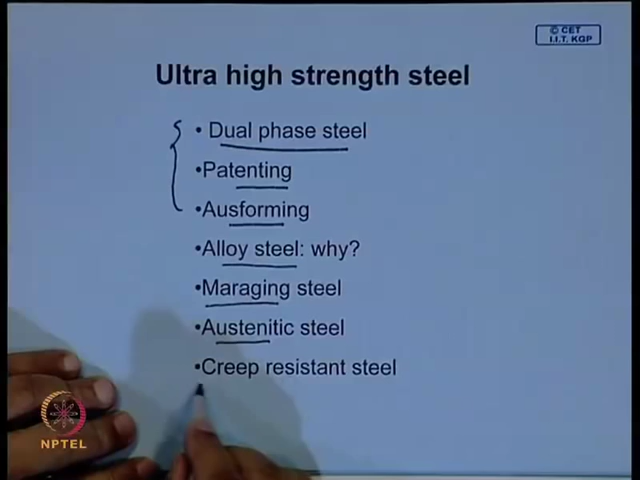 © CET
I.I.T. KGP
Ultra high strength steel
• Dual phase steel
•Patenting
•Ausforming
•Alloy steel: why?
•Maraging steel
•Austenitic steel
•Creep resistant steel
NPTEL